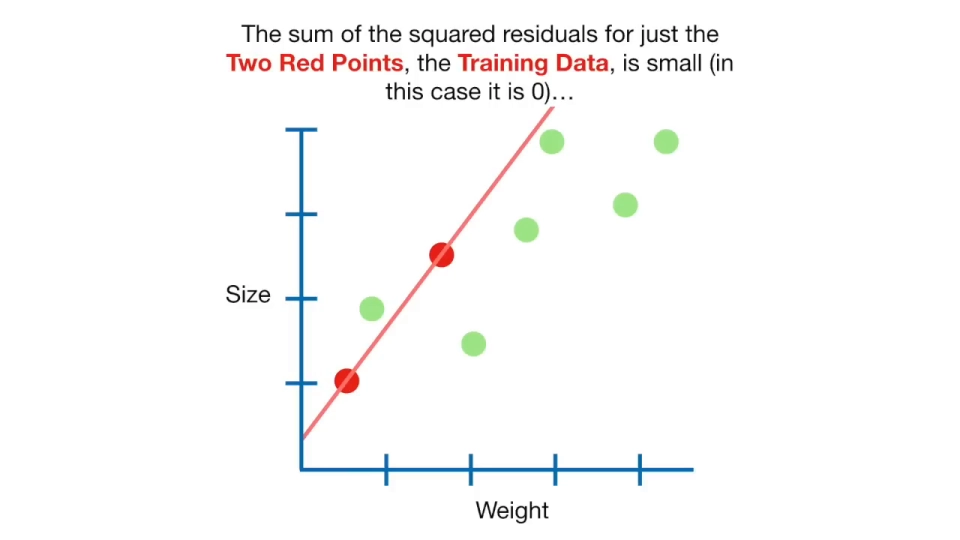 The sum of the squared residuals for just the
Two Red Points, the Training Data, is small (in
this case it is 0)…
Size
Weight